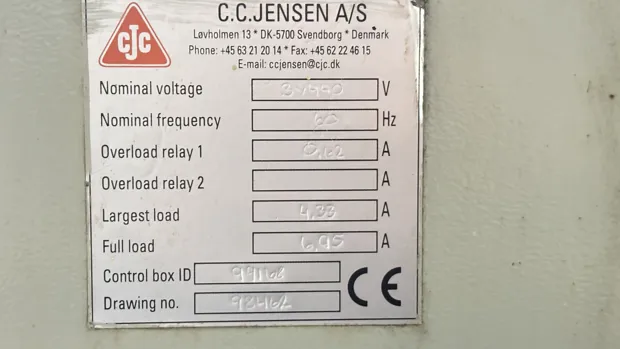 CJC
C.C.JENSEN A/S
Løvholmen 13 * DK-5700 Svendborg * Denmark
Phone: +45 63 21 20 14 * Fax: +45 62 22 46 15
E-mail: ccjensen@cjc.dk
Nominal voltage V
Nominal frequency 60 Hz
Overload relay 1 A
Overload relay 2 A
Largest load 4,33 A
Full load 6,95 A
Control box ID
Drawing no.
CE